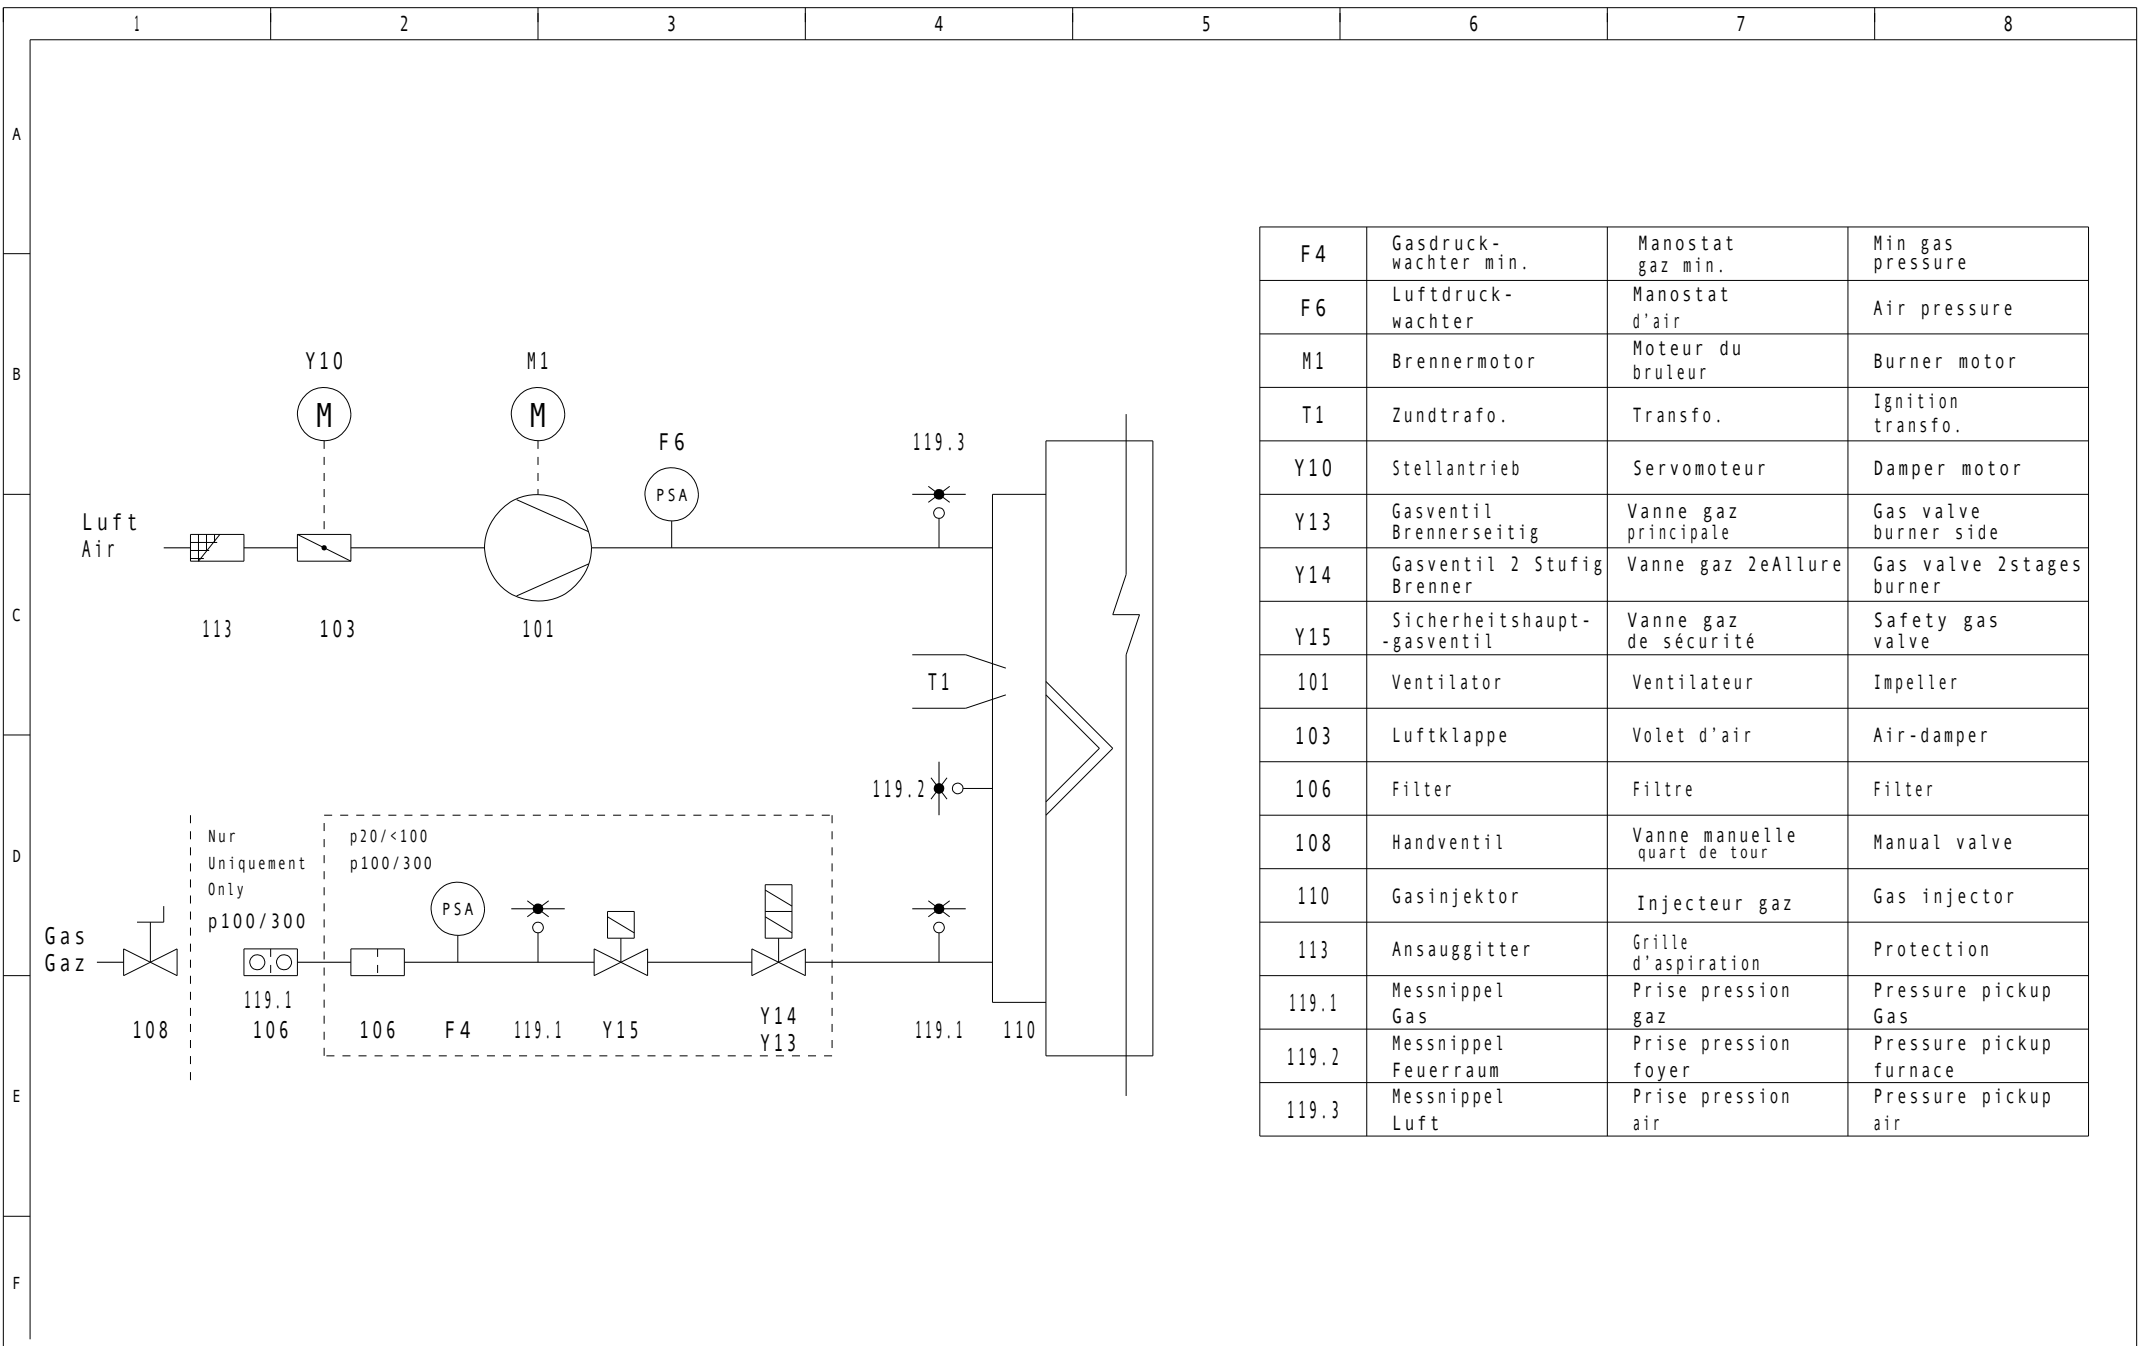 1 2 3 4 5 6 7 8
A
B
C
D
E
F
Y10
M1
M
M
F6
PSA
119.3
Luft
Air
113
103
101
T1
119.2
Nur
Uniquement
Only
p100/300
p20/<100
p100/300
PSA
Gas
Gaz
108
119.1
106
106
F4
119.1
Y15
Y14
Y13
119.1
110
F4
Gasdruck-
wachter min.
Manostat
gaz min.
Min gas
pressure
F6
Luftdruck-
wachter
Manostat
d'air
Air pressure
M1
Brennermotor
Moteur du
bruleur
Burner motor
T1
Zundtrafo.
Transfo.
Ignition
transfo.
Y10
Stellantrieb
Servomoteur
Damper motor
Y13
Gasventil
Brennerseitig
Vanne gaz
principale
Gas valve
burner side
Y14
Gasventil 2 Stufig
Brenner
Vanne gaz 2eAllure
Gas valve 2stages
burner
Y15
Sicherheitshaupt-
-gasventil
Vanne gaz
de sécurité
Safety gas
valve
101
Ventilator
Ventilateur
Impeller
103
Luftklappe
Volet d'air
Air-damper
106
Filter
Filtre
Filter
108
Handventil
Vanne manuelle
quart de tour
Manual valve
110
Gasinjektor
Injecteur gaz
Gas injector
113
Ansauggitter
Grille
d'aspiration
Protection
119.1
Messnippel
Gas
Prise pression
gaz
Pressure pickup
Gas
119.2
Messnippel
Feuerraum
Prise pression
foyer
Pressure pickup
furnace
119.3
Messnippel
Luft
Prise pression
air
Pressure pickup
air